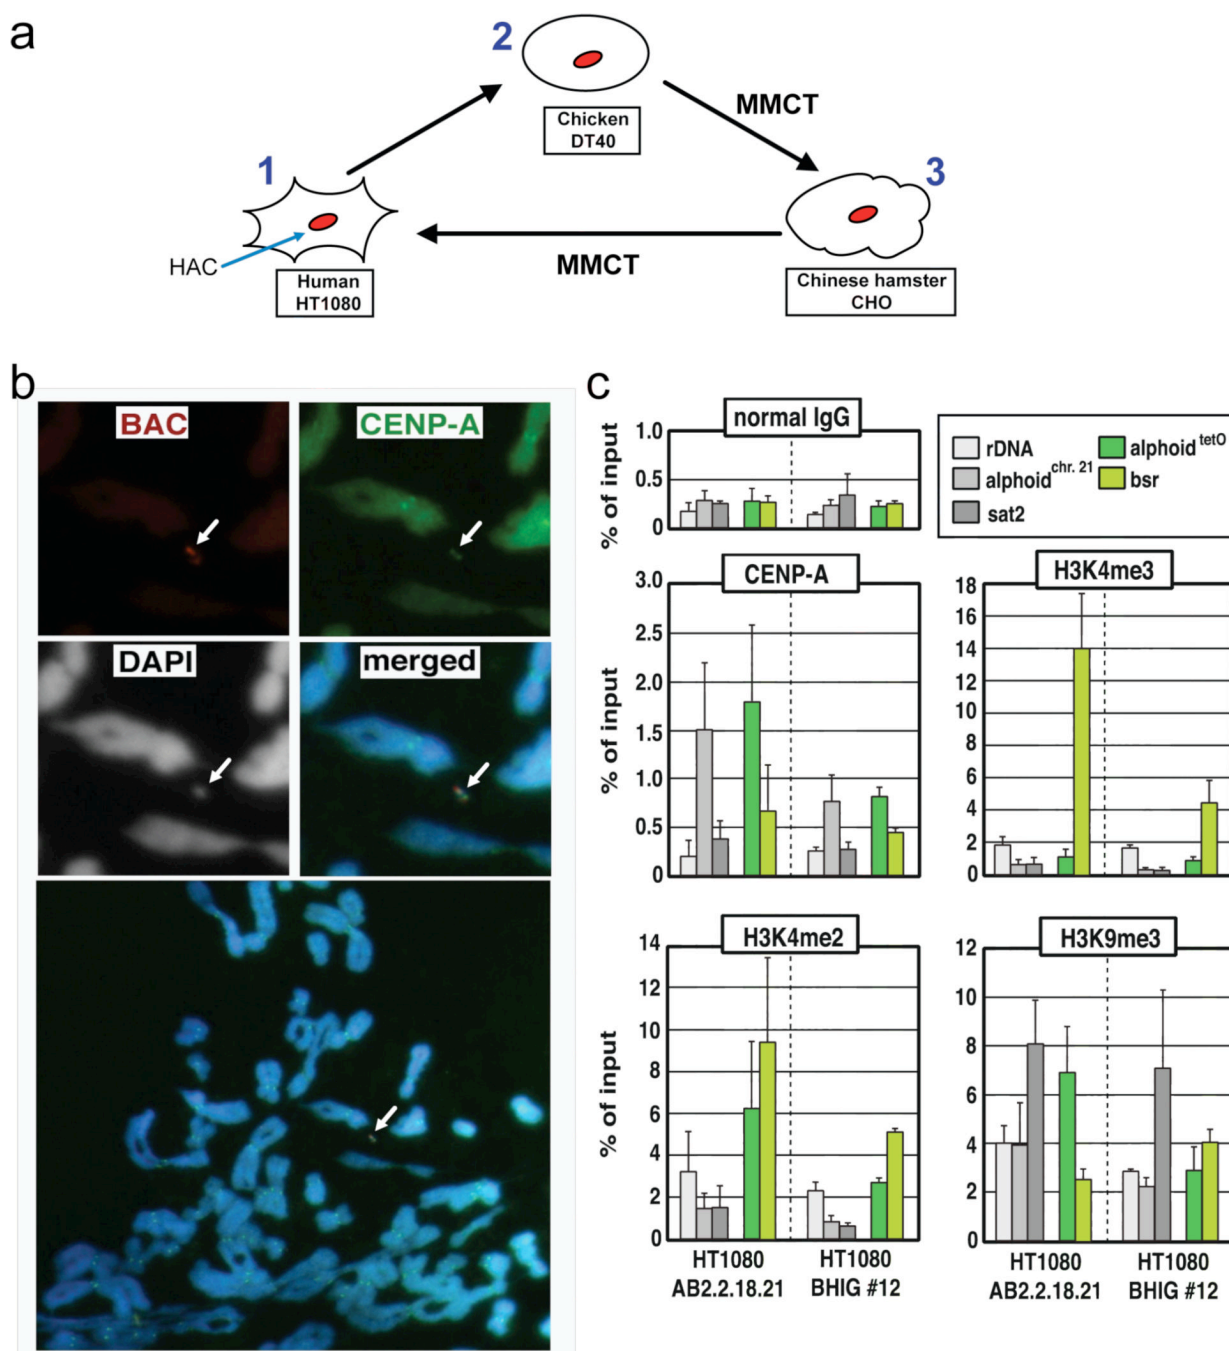 a
2
Chicken
DT40
MMCT
1
3
HAC
Human
HT1080
MMCT
Chinese hamster
CHO
b
BAC
CENP-A
DAPI
merged
c
normal IgG
% of input
1.0
0.5
0
rDNA
alphoid chr. 21
sat2
alphoid tetO
bsr
CENP-A
% of input
3.0
2.5
2.0
1.5
1.0
0.5
0
H3K4me3
18
16
14
12
10
8
6
4
2
0
H3K4me2
% of input
14
12
10
8
6
4
2
0
HT1080
AB2.2.18.21
HT1080
BHIG #12
H3K9me3
12
10
8
6
4
2
0
HT1080
AB2.2.18.21
HT1080
BHIG #12